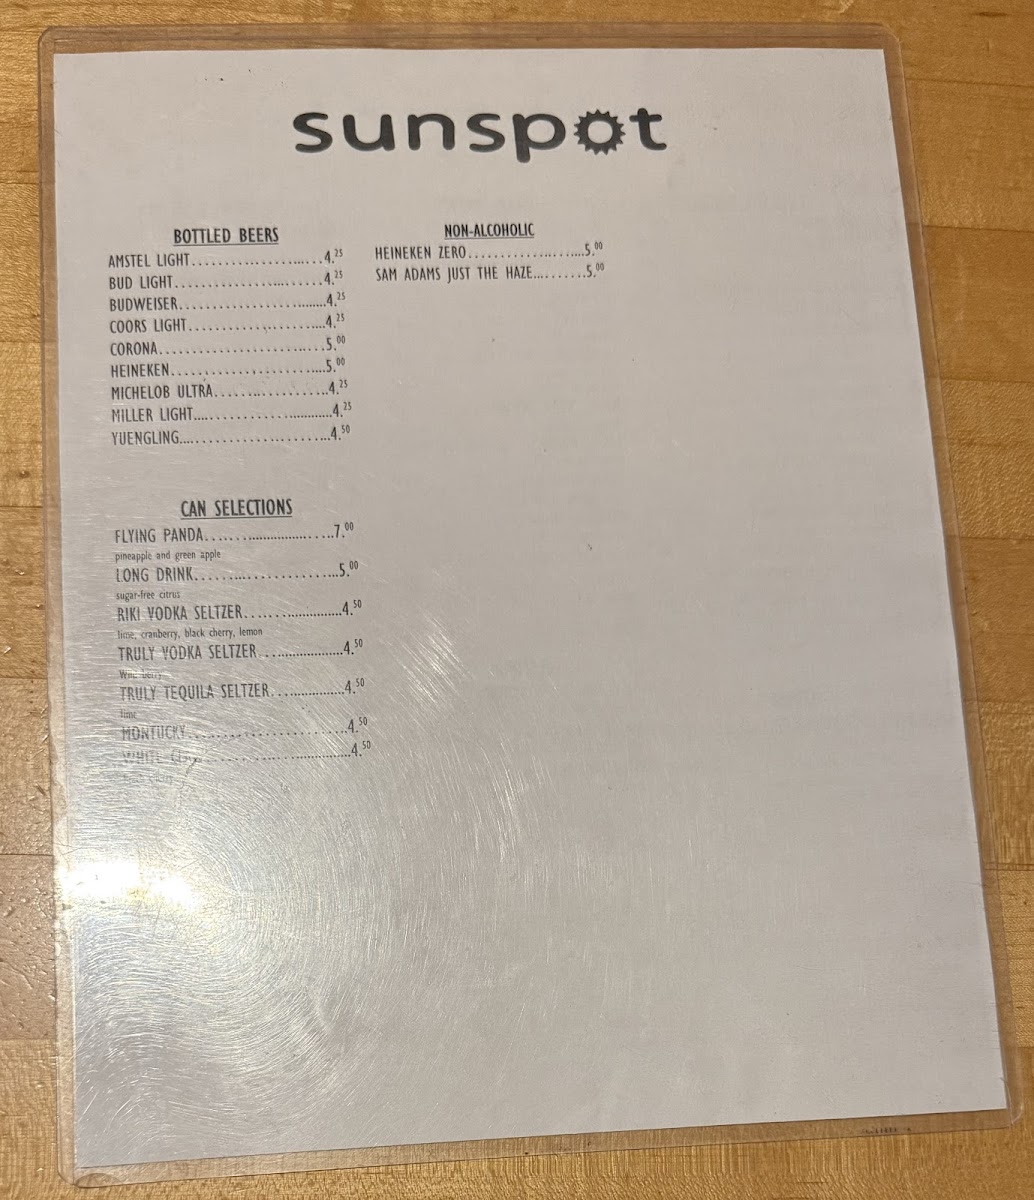 sunspot
BOTTLED BEERS
AMSTEL LIGHT....................4.25
BUD LIGHT....................4.25
BUDWEISER....................4.25
COORS LIGHT....................4.25
CORONA....................5.00
HEINEKEN....................5.00
MICHELOB ULTRA....................4.25
MILLER LIGHT....................4.25
YUENGLING....................4.50
NON-ALCOHOLIC
HEINEKEN ZERO....................5.00
SAM ADAMS JUST THE HAZE..........5.00
CAN SELECTIONS
FLYING PANDA....................7.00
pineapple and green apple
LONG DRINK....................5.00
sugar-free citrus
RIKI VODKA SELTZER....................4.50
lime, cranberry, black cherry, lemon
TRULY VODKA SELTZER....................4.50
Wild berry
TRULY TEQUILA SELTZER....................4.50
lime
MONTUCKY....................4.50
WHITE ....................4.50